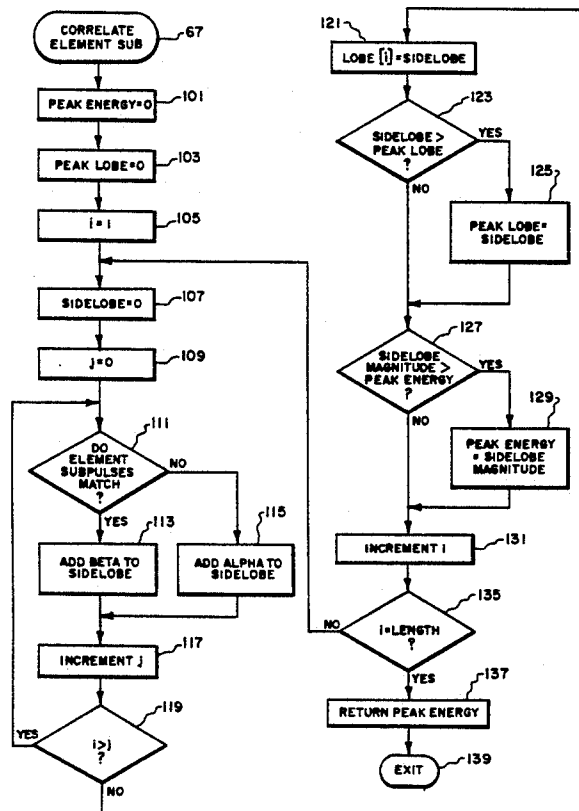 CORRELATE
ELEMENT SUB
67
PEAK ENERGY=0
101
PEAK LOBE=0
103
i = i
105
SIDELOBE=0
107
j=0
109
111
DO
ELEMENT
SUBPULSES
MATCH
?
NO
YES
113
ADD BETA TO
SIDELOBE
115
ADD ALPHA TO
SIDELOBE
117
INCREMENT j
119
YES
i>j
?
NO
121
LOBE [i]=SIDELOBE
123
SIDELOBE>
PEAK LOBE
?
YES
NO
125
PEAK LOBE=
SIDELOBE
127
SIDELOBE
MAGNITUDE>
PEAK ENERGY
?
YES
NO
129
PEAK ENERGY
= SIDELOBE
MAGNITUDE
INCREMENT i
131
135
NO
i=LENGTH
?
YES
137
RETURN PEAK ENERGY
EXIT
139